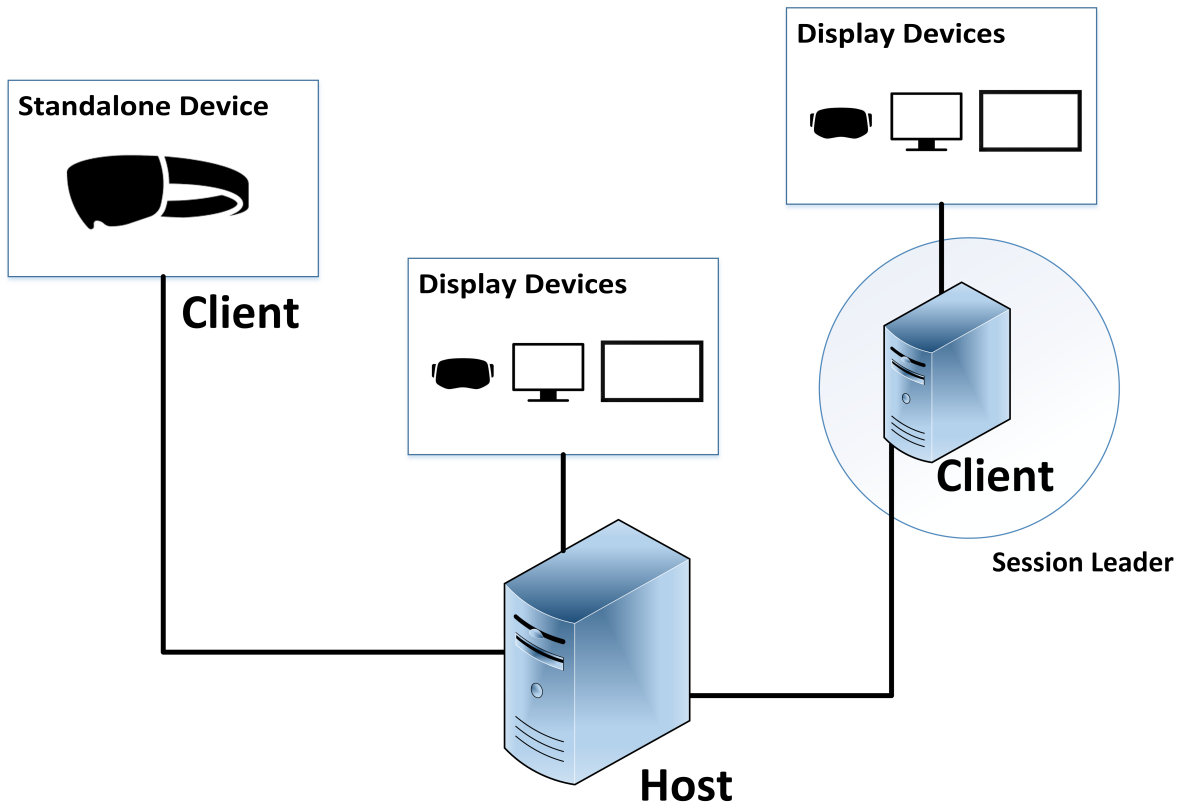 Display Devices
Standalone Device
Display Devices
Client
Client
Session Leader
Host